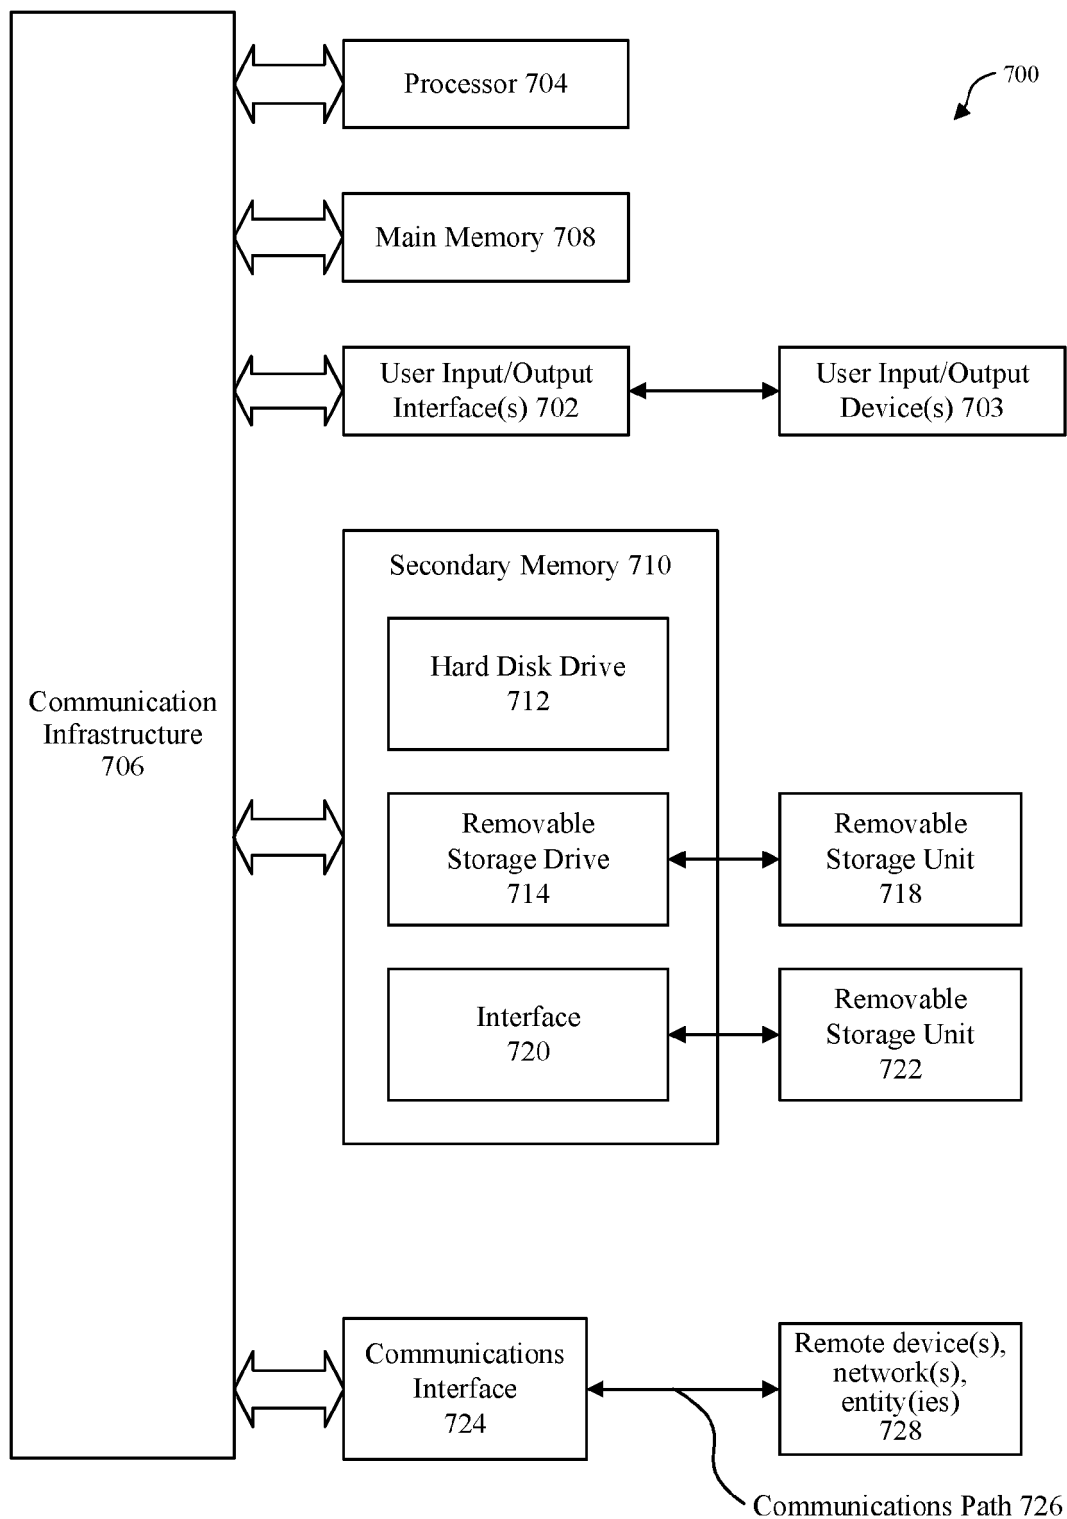 Processor 704
700
Main Memory 708
User Input/Output
Interface(s) 702
User Input/Output
Device(s) 703
Secondary Memory 710
Hard Disk Drive
712
Communication
Infrastructure
706
Removable
Storage Drive
714
Removable
Storage Unit
718
Interface
720
Removable
Storage Unit
722
Communications
Interface
724
Remote device(s),
network(s),
entity(ies)
728
Communications Path 726